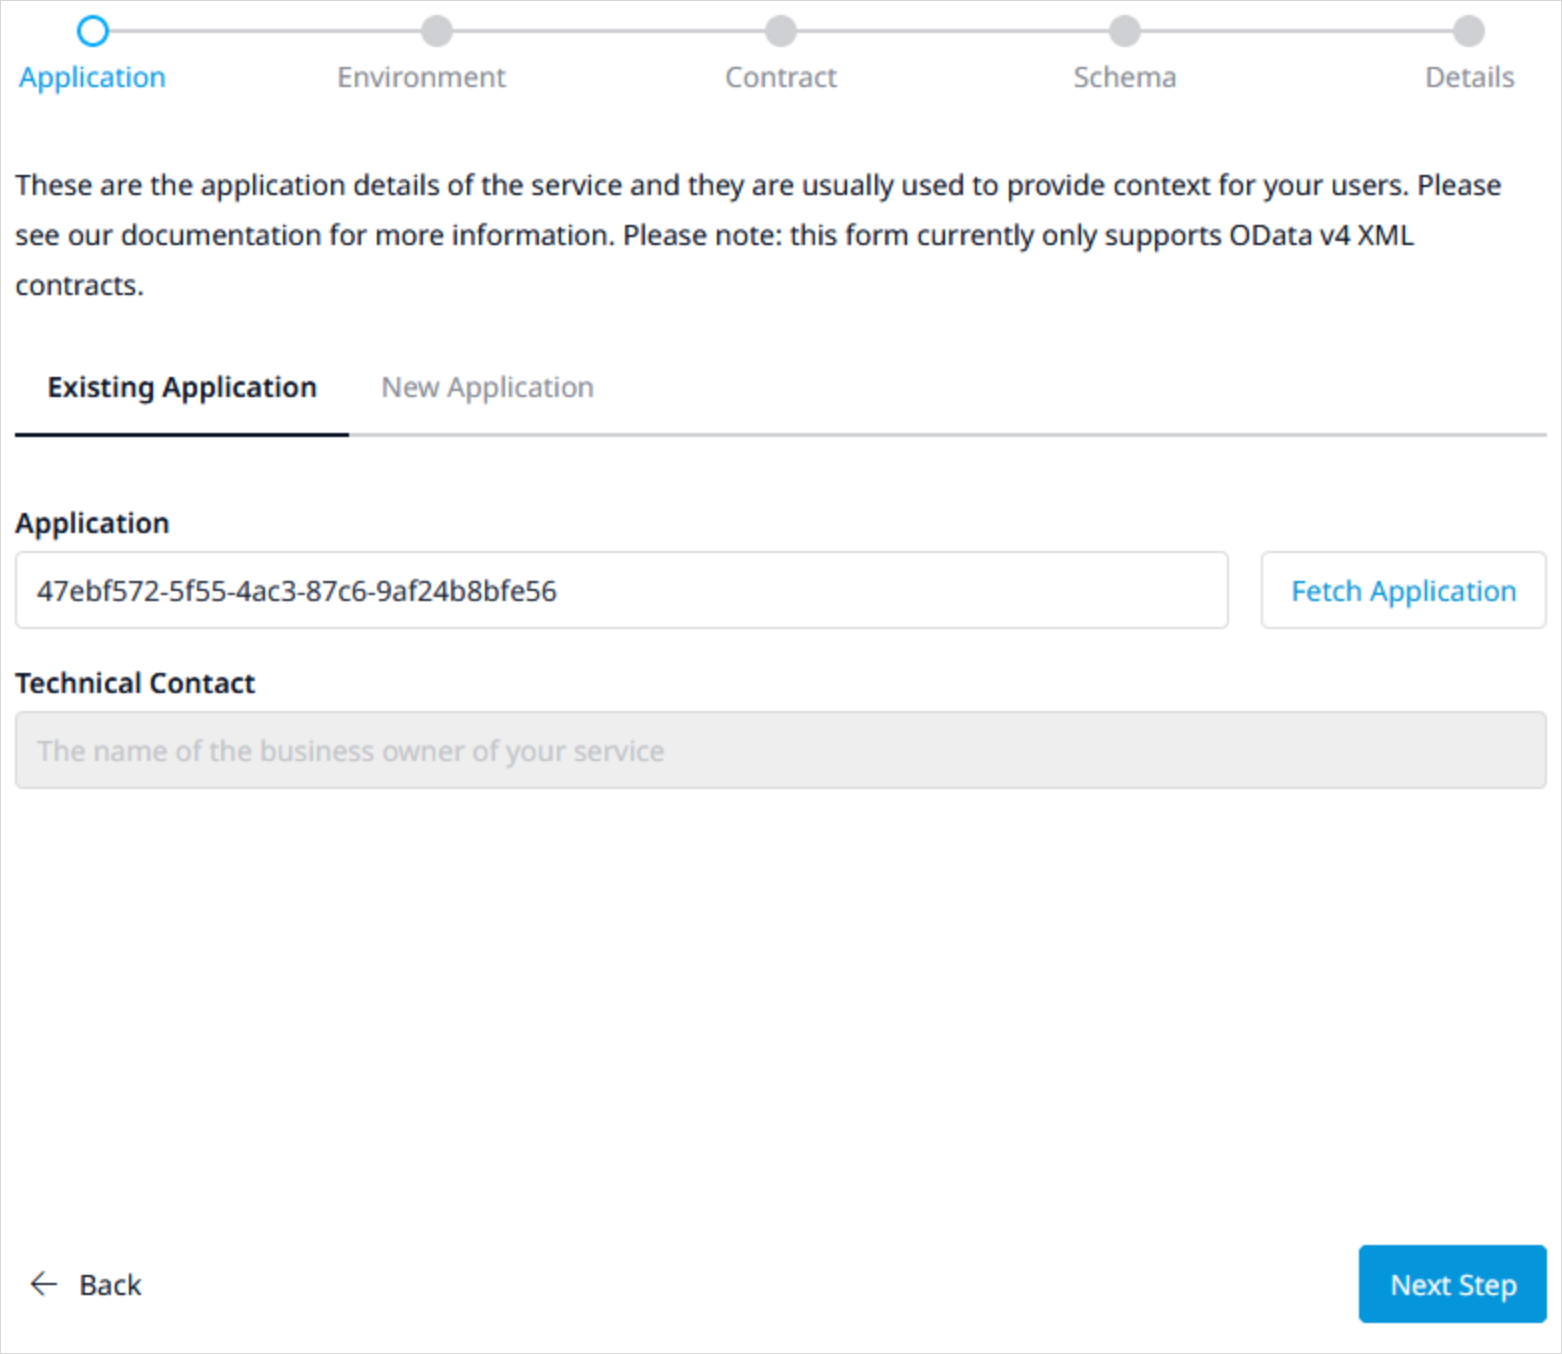 Application
Environment
Contract
Schema
Details
These are the application details of the service and they are usually used to provide context for your users. Please
see our documentation for more information. Please note: this form currently only supports OData v4 XML
contracts.
Existing Application
New Application
Application
47ebf572-5f55-4ac3-87c6-9af24b8bfe56
Fetch Application
Technical Contact
The name of the business owner of your service
Back
Next Step